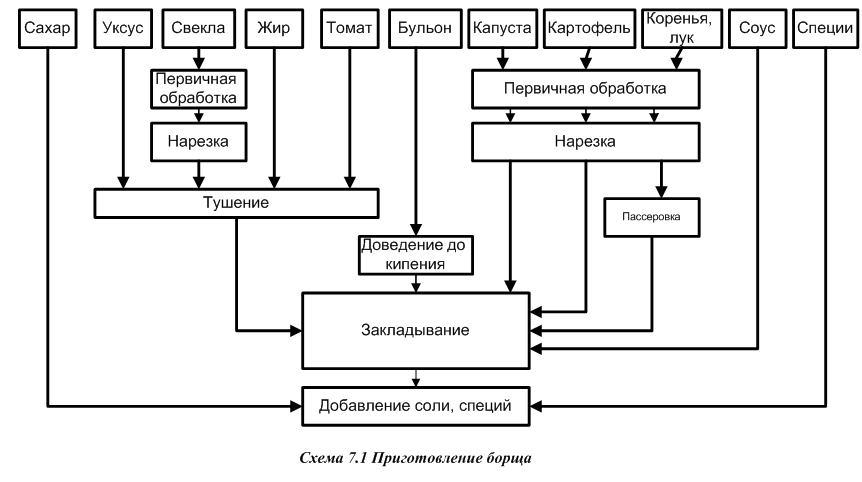 Сахар
Уксус
Свекла
Жир
Томат
Бульон
Капуста
Картофель
Коренья,
лук
Соус
Специи
Первичная
обработка
Первичная обработка
Нарезка
Нарезка
Тушение
Пассеровка
Доведение до
кипения
Закладывание
Добавление соли, специй
Схема 7.1 Приготовление борща